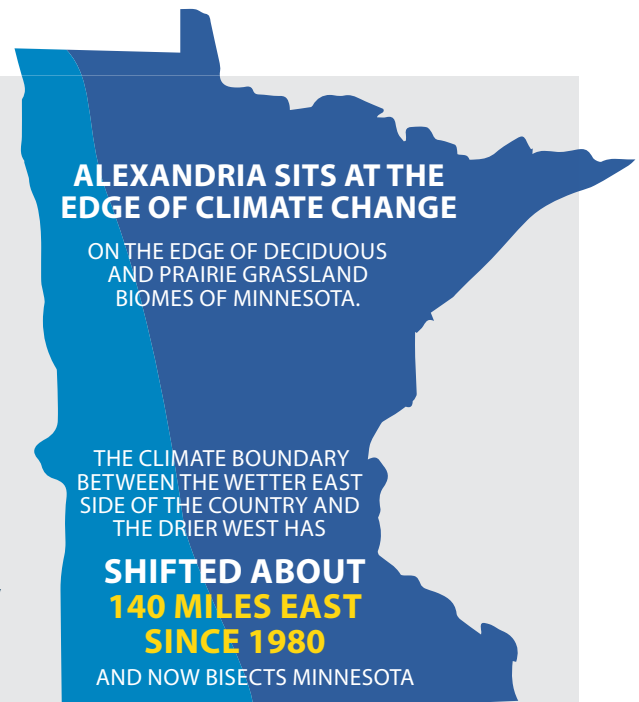 ALEXANDRIA SITS AT THE
EDGE OF CLIMATE CHANGE
ON THE EDGE OF DECIDUOUS
AND PRAIRIE GRASSLAND
BIOMES OF MINNESOTA.
THE CLIMATE BOUNDARY
BETWEEN THE WETTER EAST
SIDE OF THE COUNTRY AND
THE DRIER WEST HAS
SHIFTED ABOUT
140 MILES EAST
SINCE 1980
AND NOW BISECTS MINNESOTA